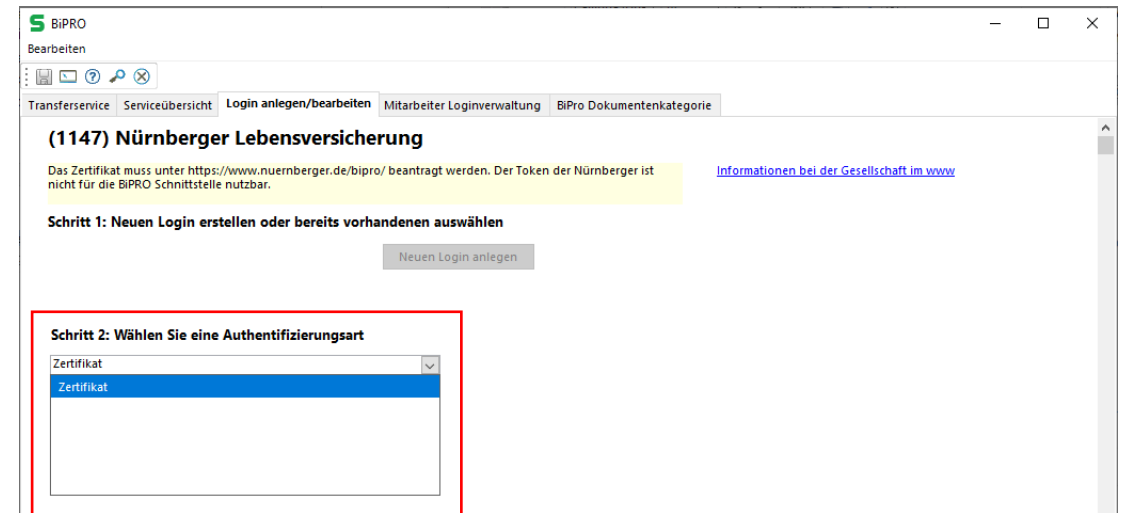 BiPRO
Bearbeiten
Transferservice Serviceübersicht Login anlegen/bearbeiten Mitarbeiter Loginverwaltung BiPro Dokumentenkategorie
(1147) Nürnberger Lebensversicherung
Das Zertifikat muss unter https://www.nuernberger.de/bipro/ beantragt werden. Der Token der Nürnberger ist
nicht für die BiPRO Schnittstelle nutzbar.
Informationen bei der Gesellschaft im www
Schritt 1: Neuen Login erstellen oder bereits vorhandenen auswählen
Neuen Login anlegen
Schritt 2: Wählen Sie eine Authentifizierungsart
Zertifikat
Zertifikat